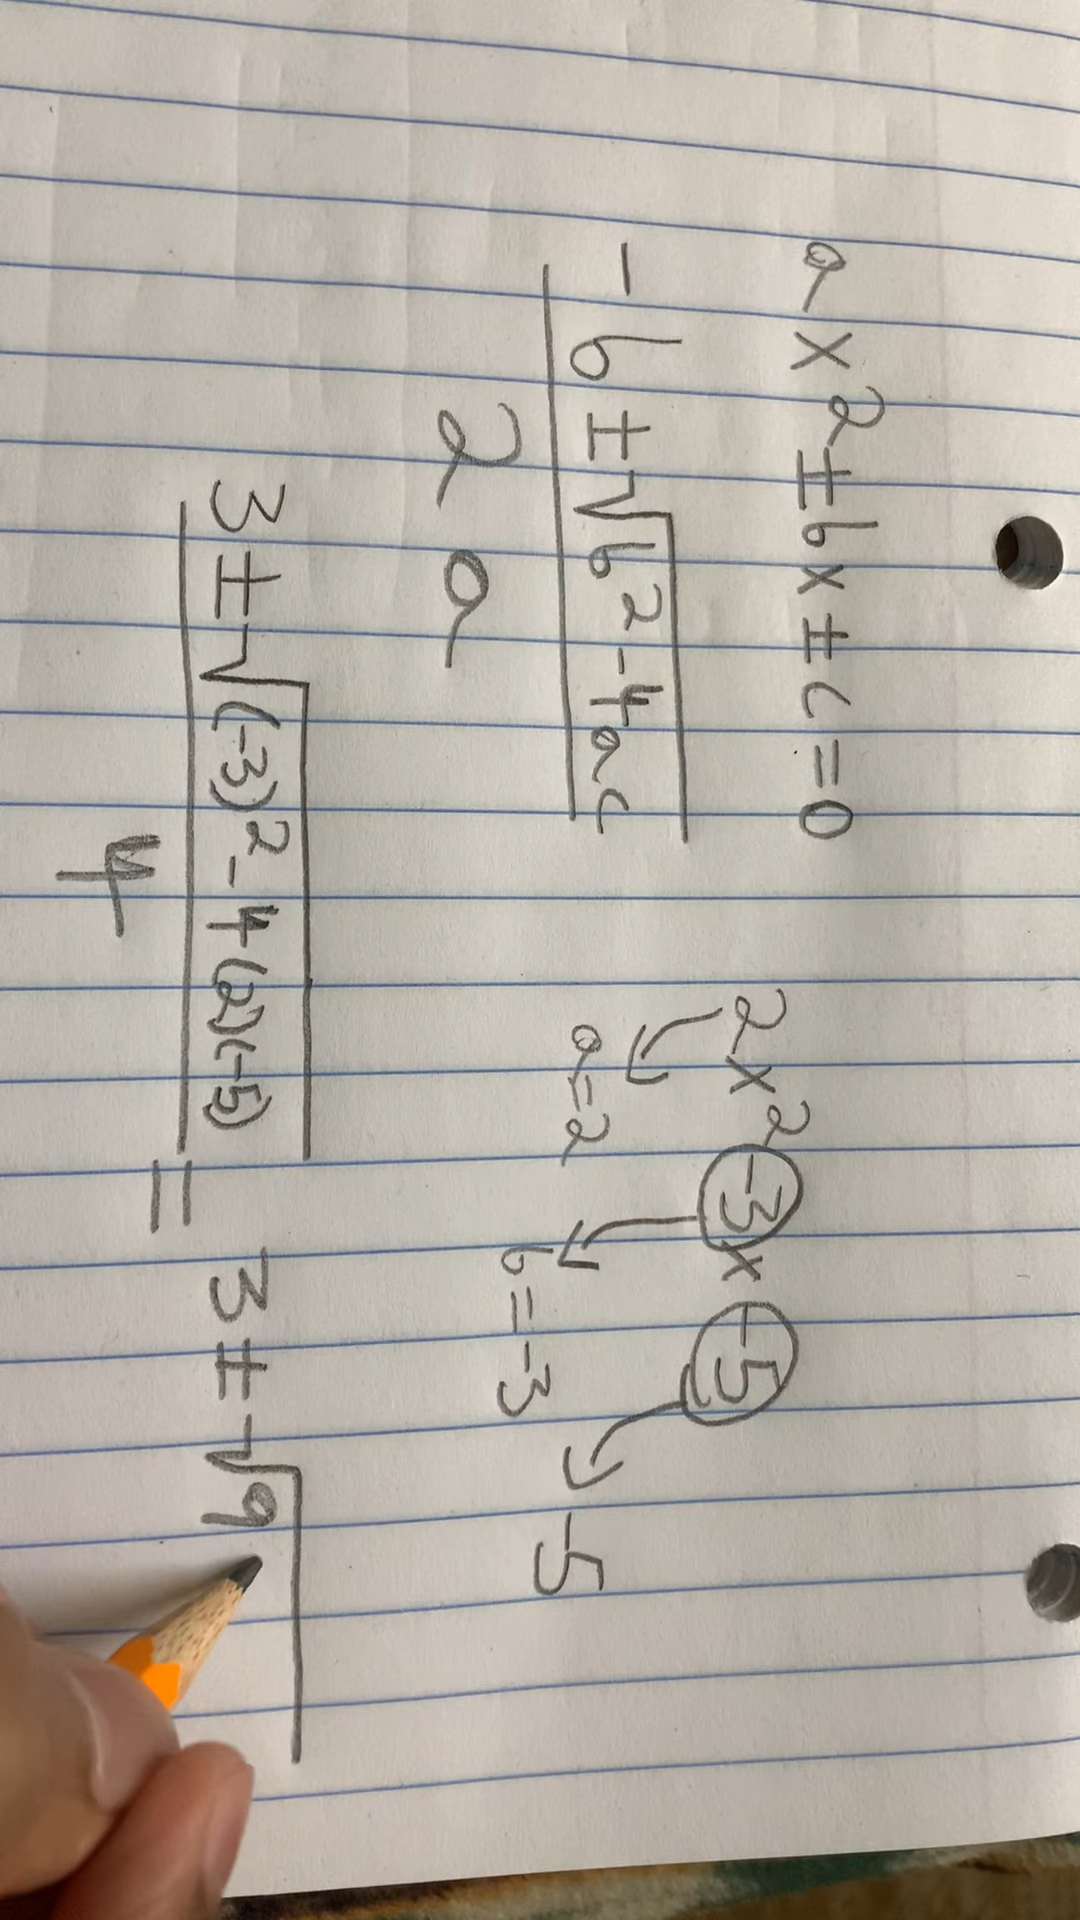 ax² ± bx ± c = 0
2x² -3x -5
-b ± √b² - 4ac
a = 2
b = -3
-5
2a
3 ± √(-3)² - 4(2)(-5) = 3 ± √9
4